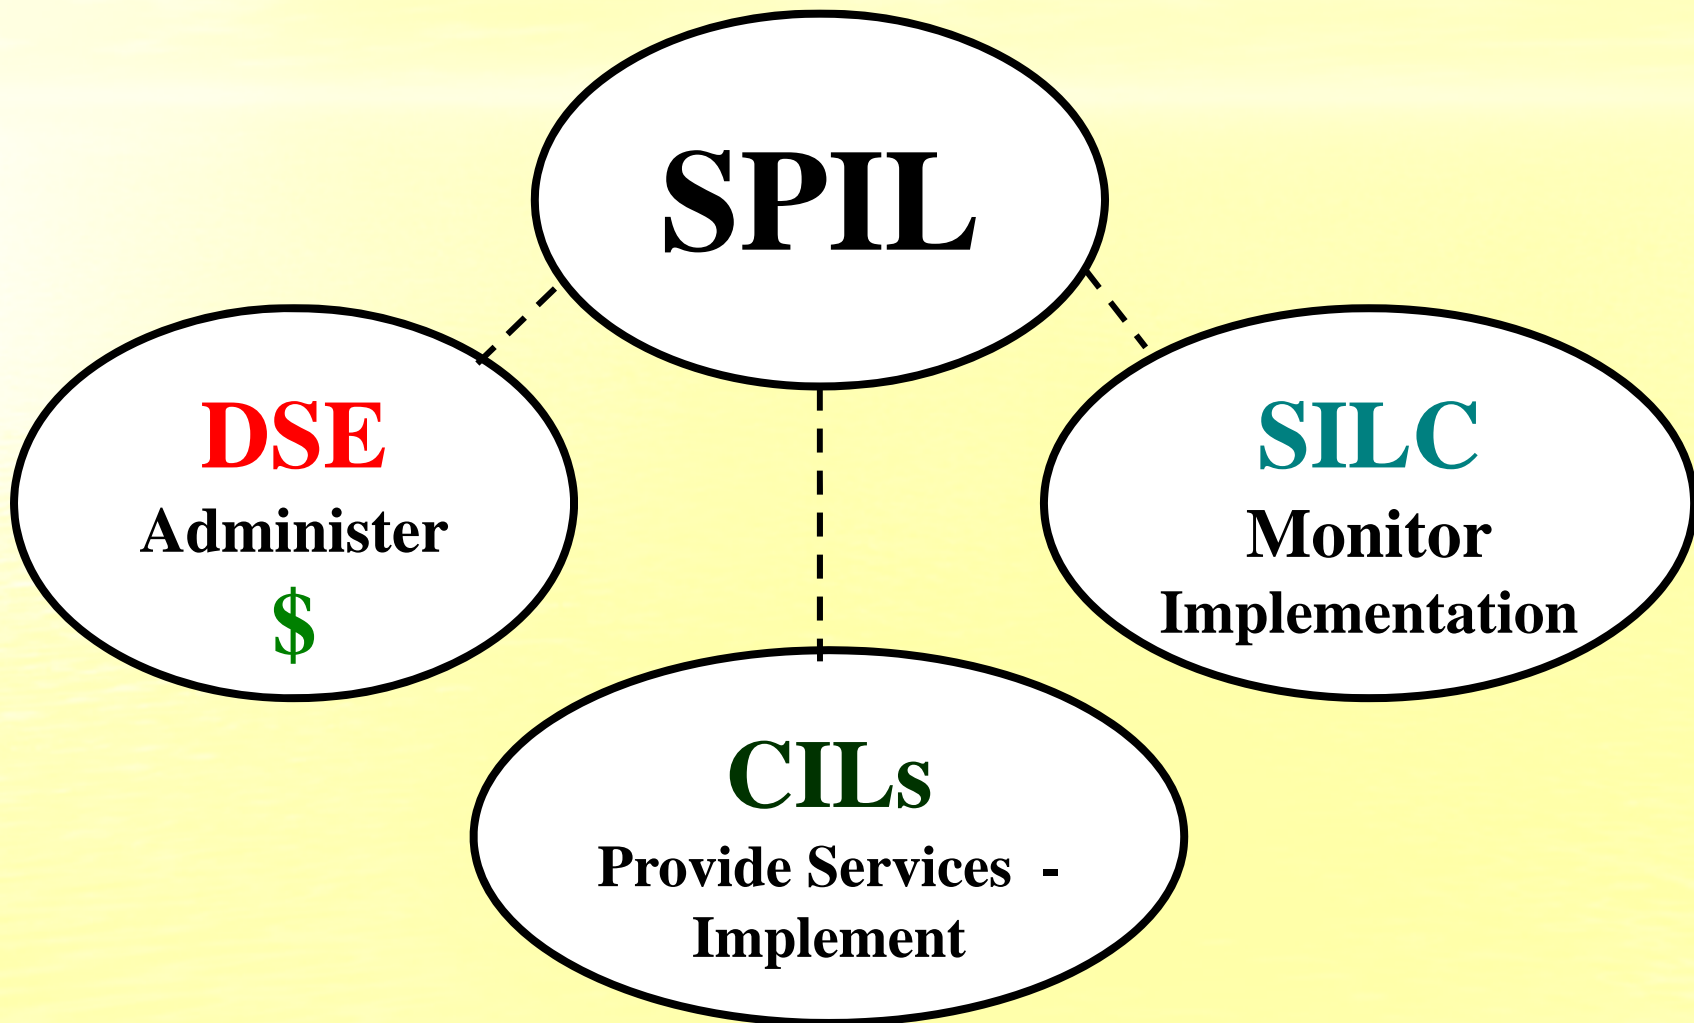 SPIL
DSE
Administer
$
SILC
Monitor
Implementation
CILs
Provide Services  -
Implement